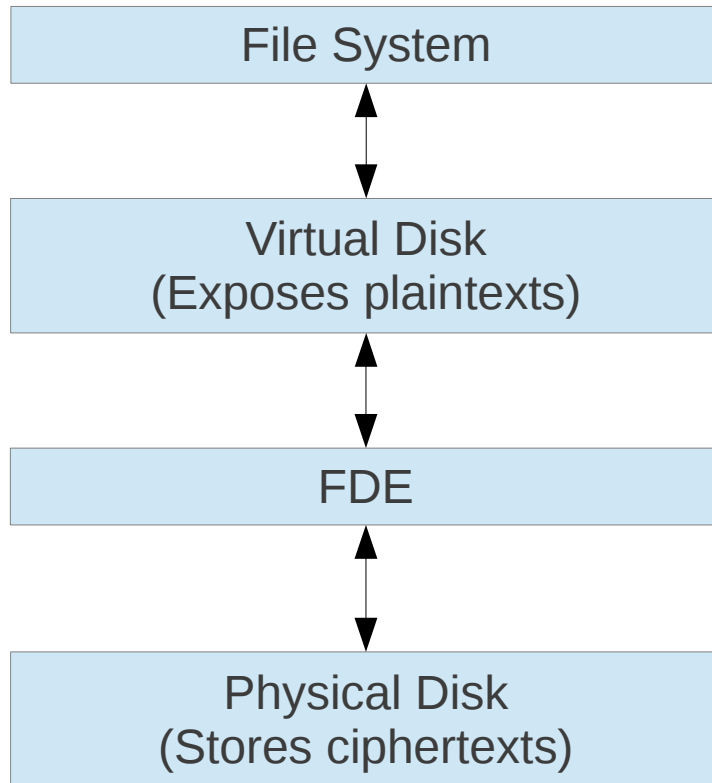 File System
Virtual Disk
(Exposes plaintexts)
FDE
Physical Disk
(Stores ciphertexts)